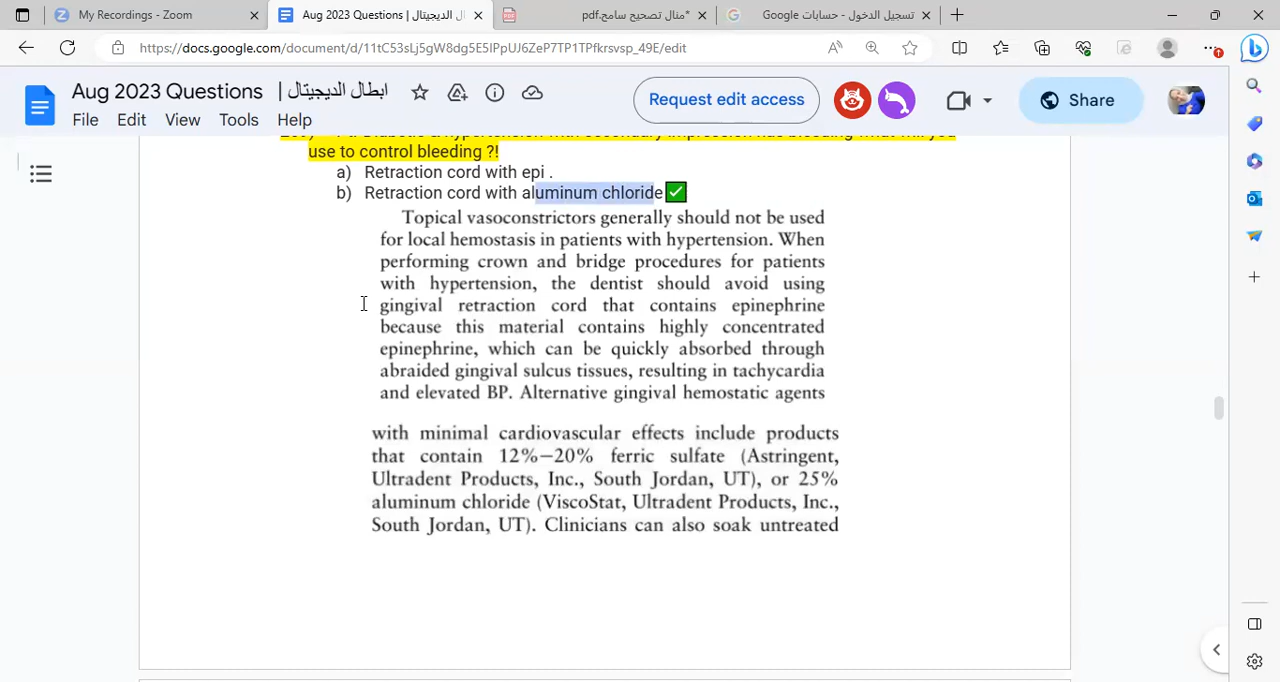 My Recordings - Zoom
Aug 2023 Questions | ابطال الديجيتال
منال تصحيح سامح.pdf*
تسجيل الدخول - حسابات Google
https://docs.google.com/document/d/11tC53sLj5gW8dg5E5IPpUJ6ZeP7TP1TPfkrsvsp_49E/edit
Aug 2023 Questions | ابطال الديجيتال
Request edit access
Share
File Edit View Tools Help
use to control bleeding ?!
a) Retraction cord with epi .
b) Retraction cord with aluminum chloride
Topical vasoconstrictors generally should not be used
for local hemostasis in patients with hypertension. When
performing crown and bridge procedures for patients
with hypertension, the dentist should avoid using
gingival retraction cord that contains epinephrine
because this material contains highly concentrated
epinephrine, which can be quickly absorbed through
abraided gingival sulcus tissues, resulting in tachycardia
and elevated BP. Alternative gingival hemostatic agents
with minimal cardiovascular effects include products
that contain 12%–20% ferric sulfate (Astringent,
Ultradent Products, Inc., South Jordan, UT), or 25%
aluminum chloride (ViscoStat, Ultradent Products, Inc.,
South Jordan, UT). Clinicians can also soak untreated